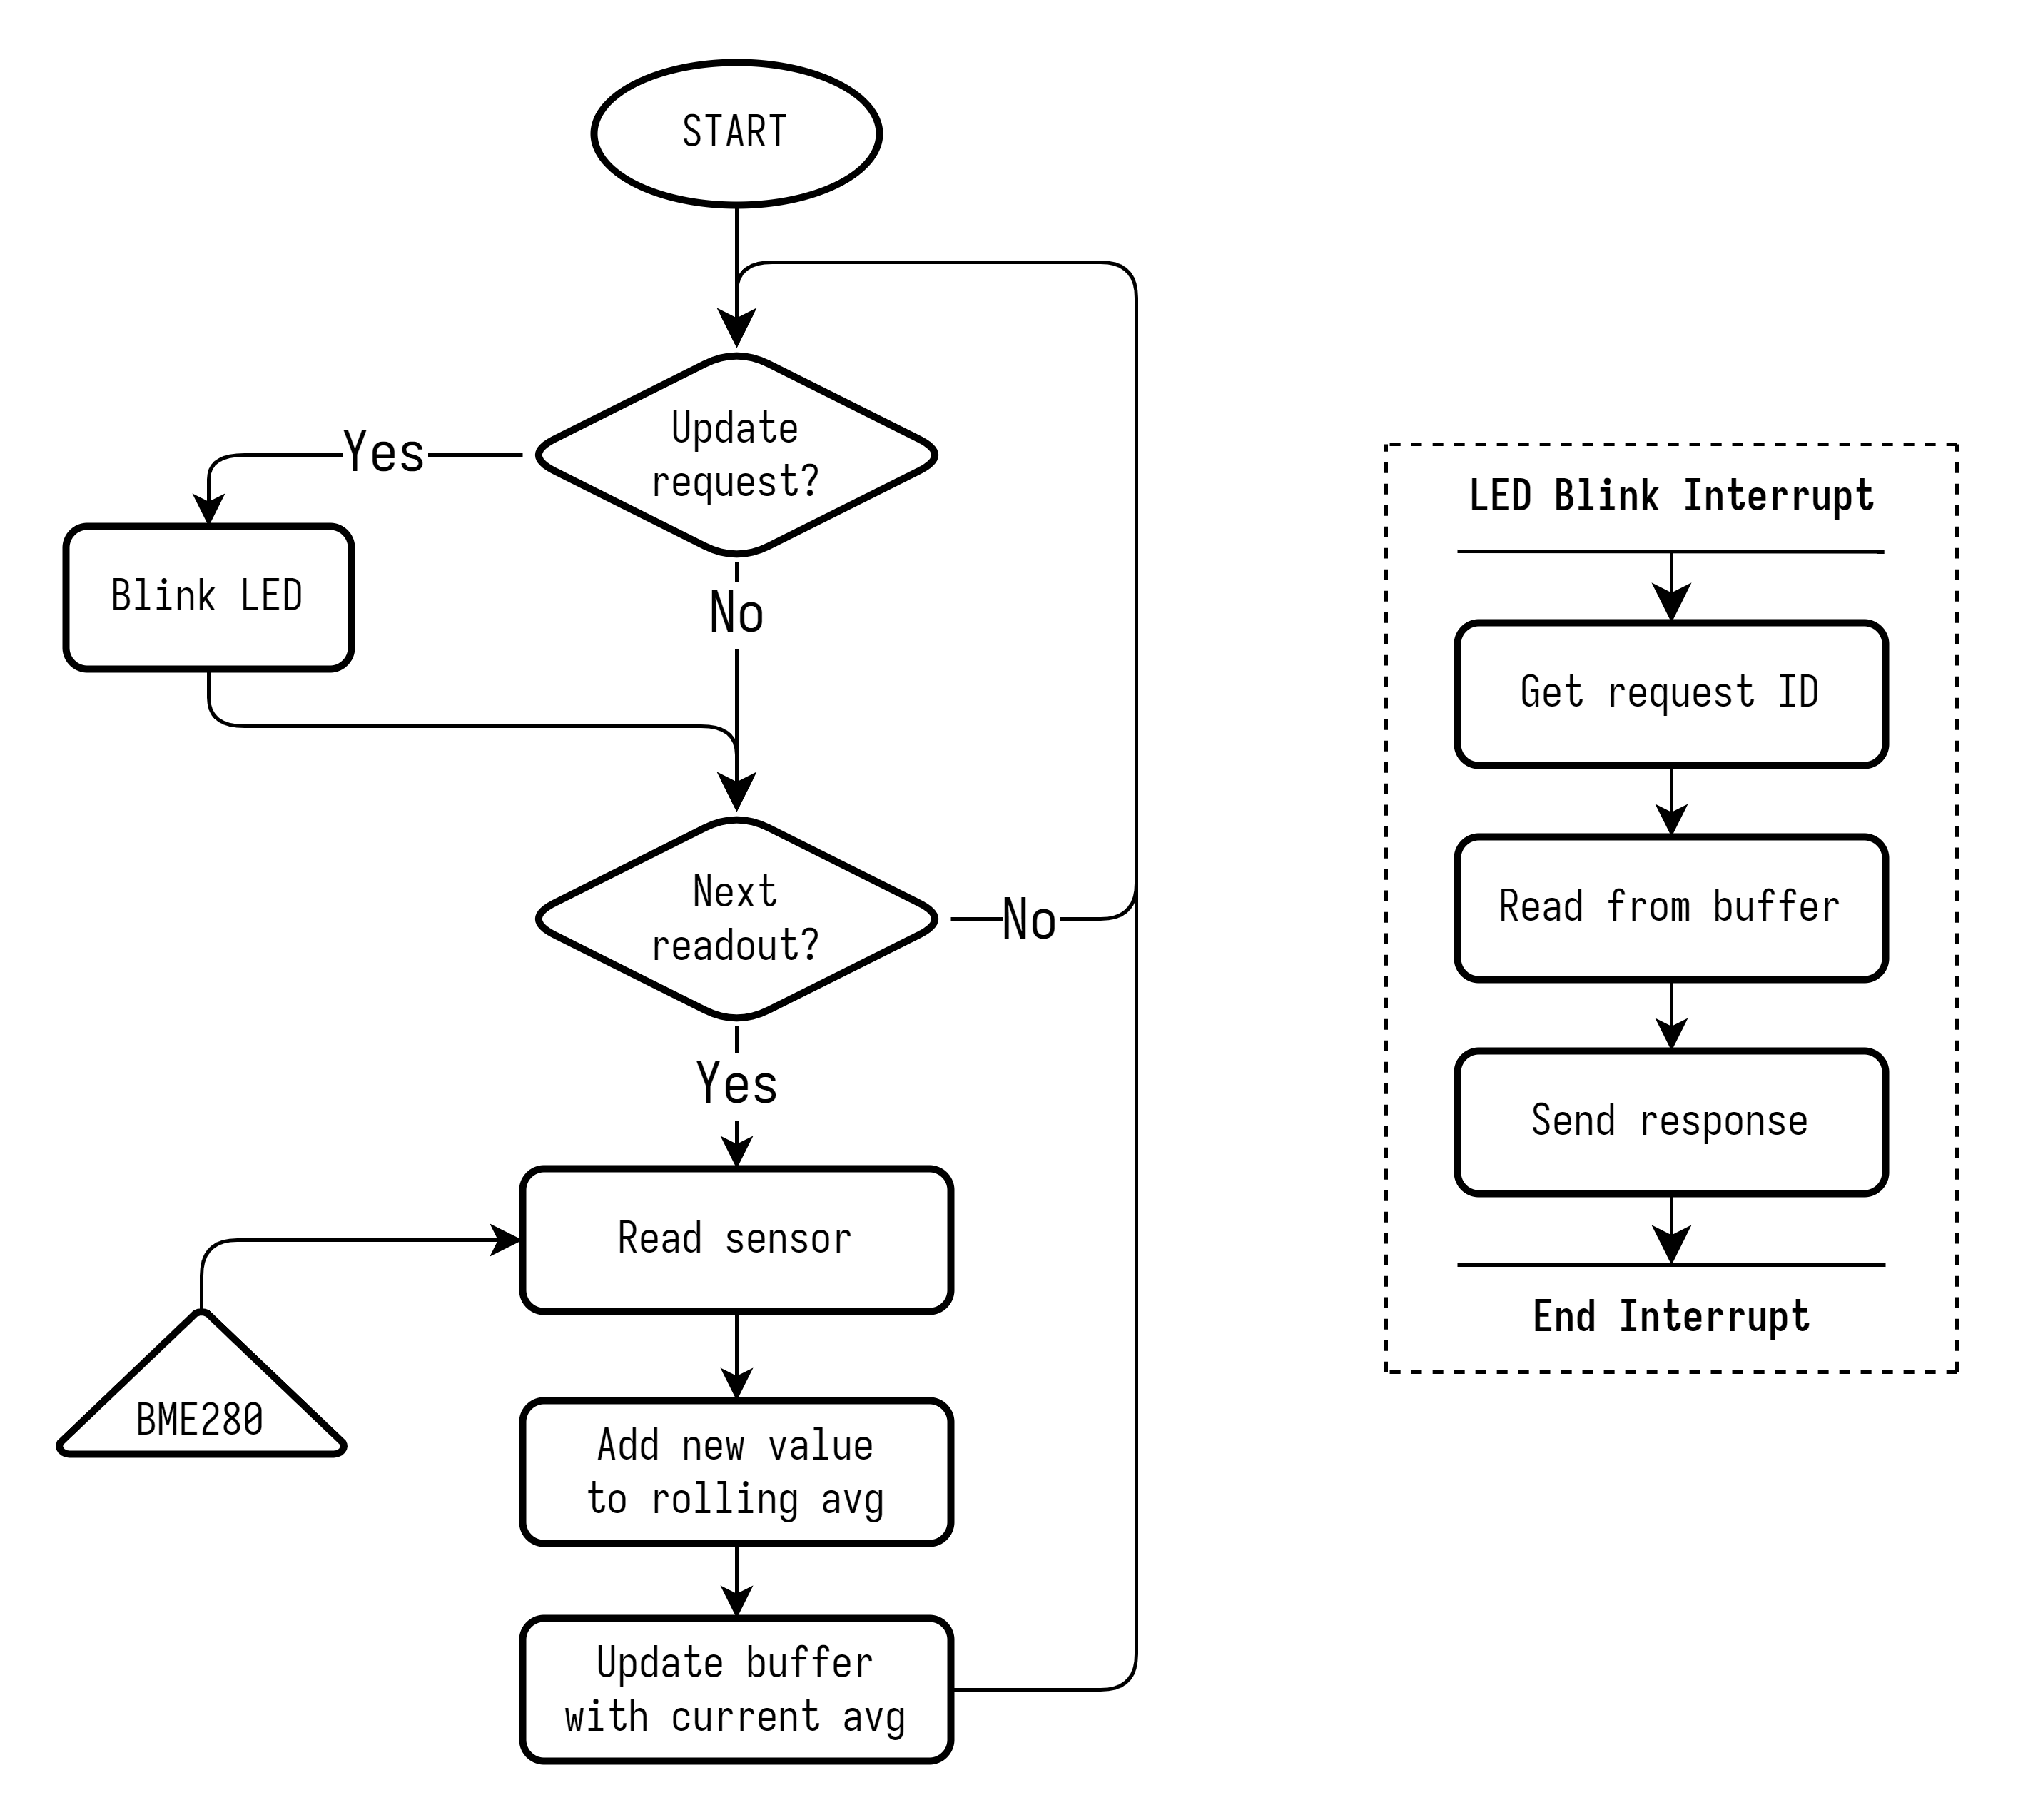 START
Update
request?
Yes
No
Blink LED
Next
readout?
No
Yes
Read sensor
BME280
Add new value
to rolling avg
Update buffer
with current avg
LED Blink Interrupt
Get request ID
Read from buffer
Send response
End Interrupt